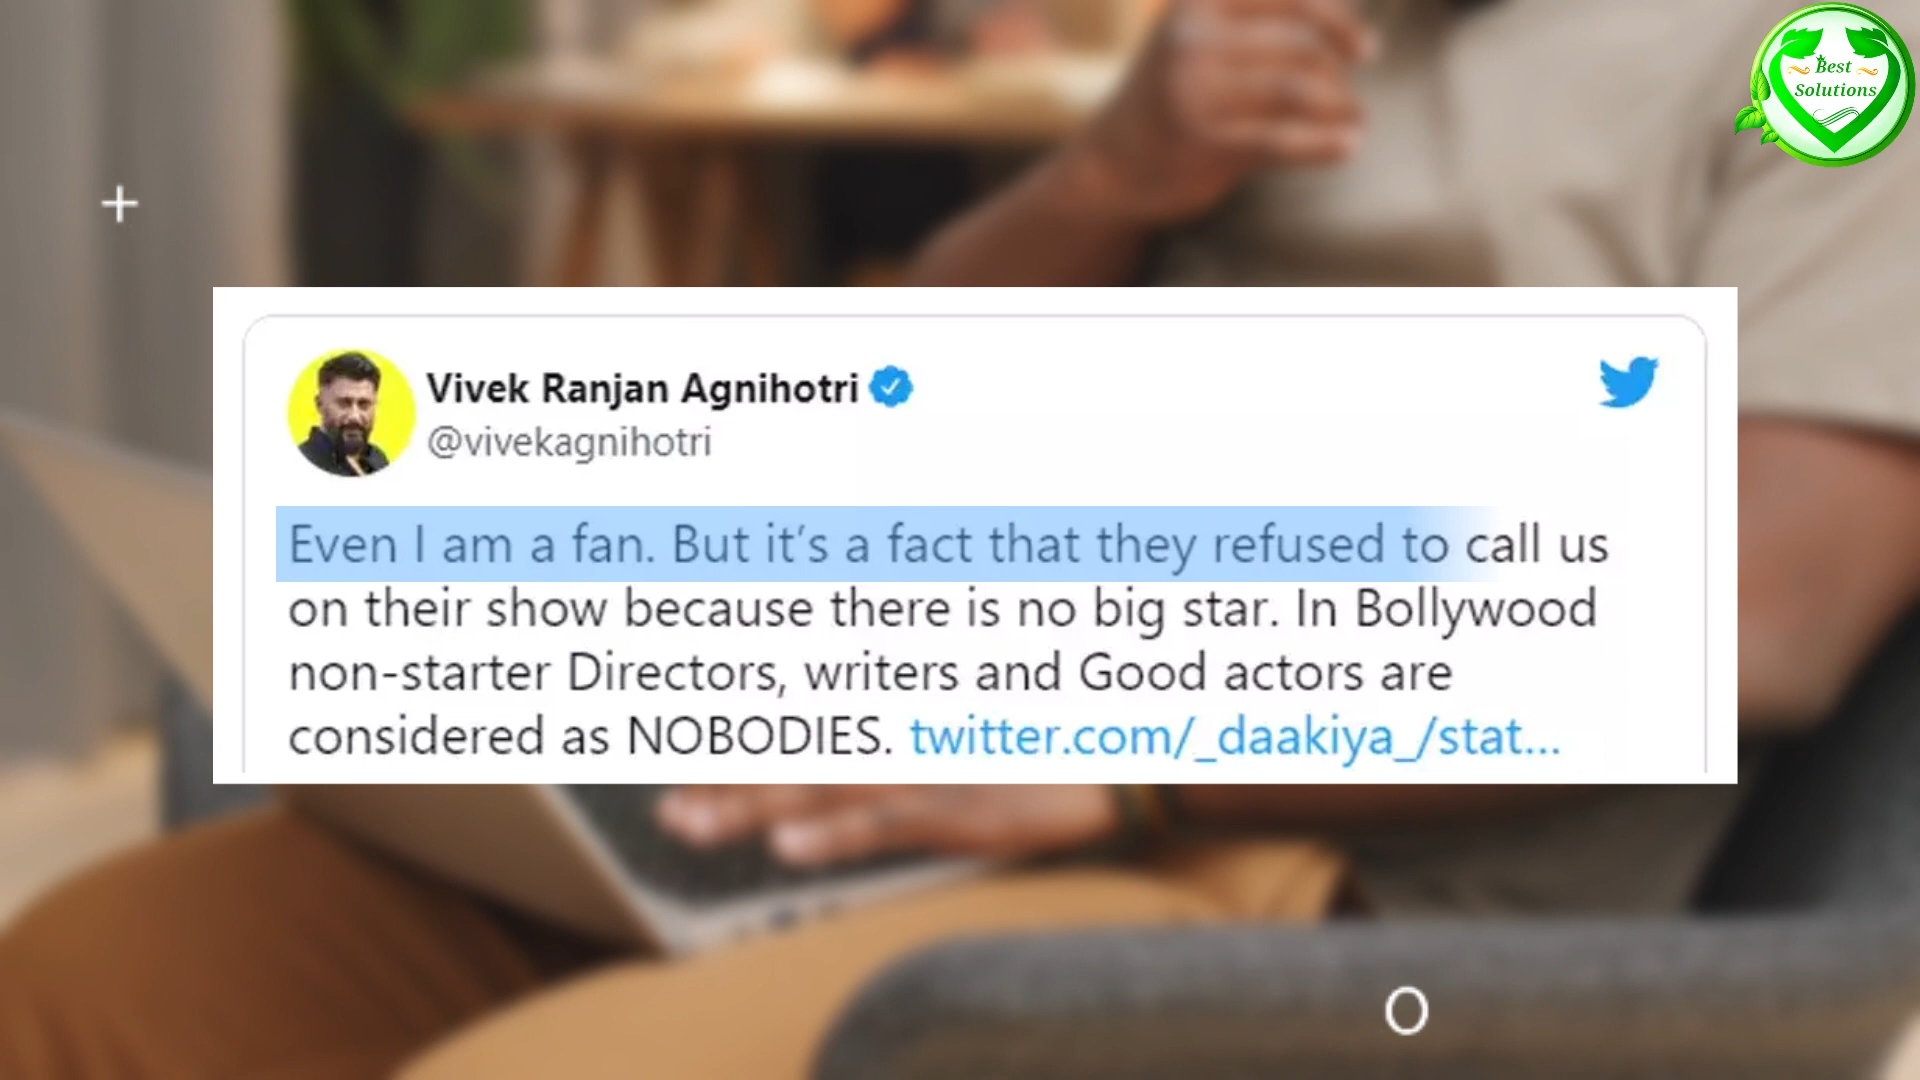 Best
Solutions
Vivek Ranjan Agnihotri
@vivekagnihotri
Even I am a fan. But it’s a fact that they refused to call us
on their show because there is no big star. In Bollywood
non-starter Directors, writers and Good actors are
considered as NOBODIES. twitter.com/_daakiya_/stat...